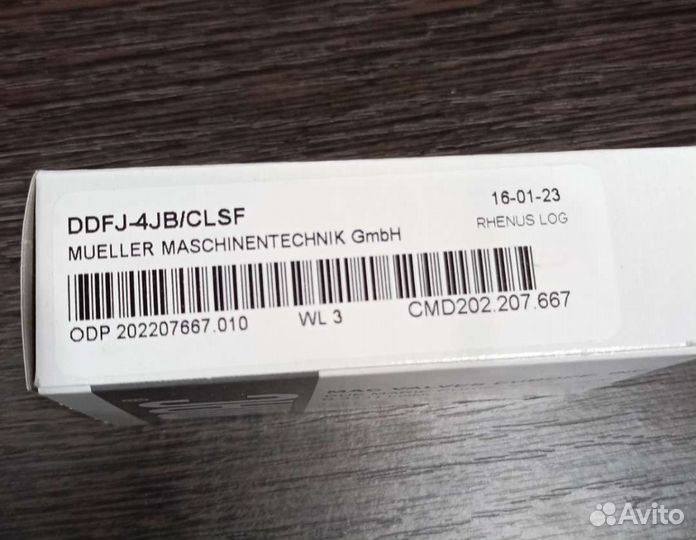 DDFJ-4JB/CLSF
16-01-23
MUELLER MASCHINENTECHNIK GmbH
RHENUS LOG
ODP 202207667.010
WL 3
CMD202.207.667
Avito